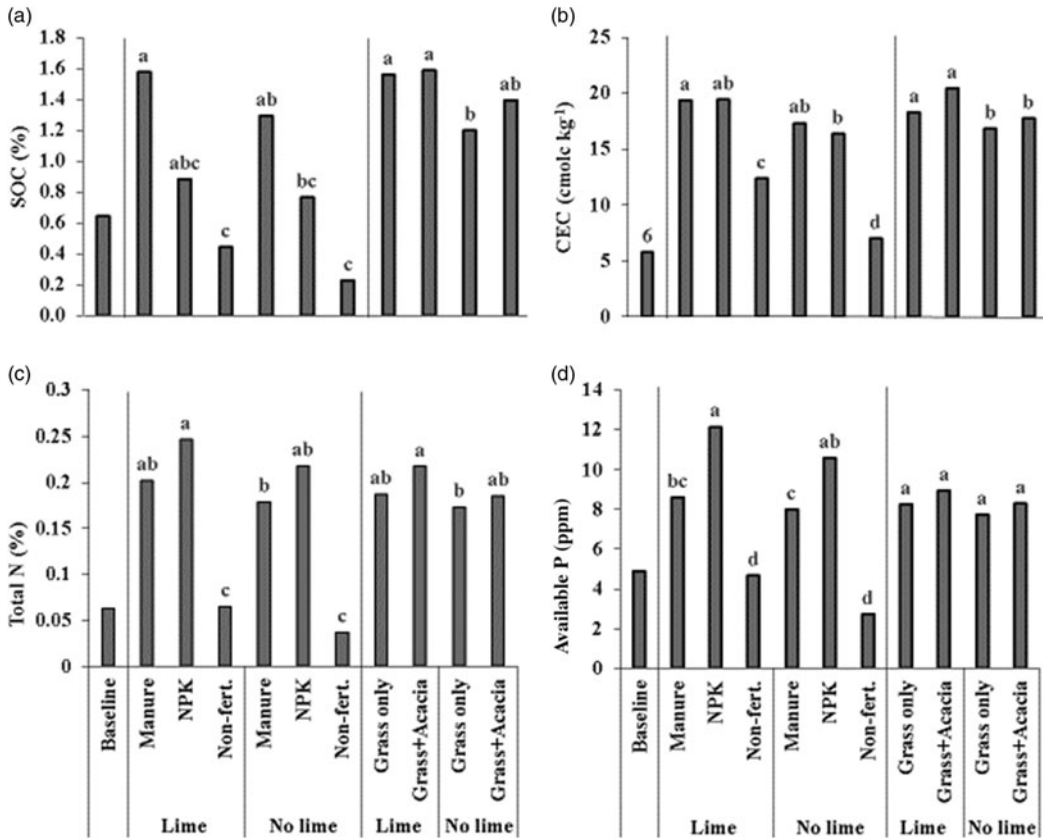 (a)
SOC (%)
1.8
1.6
1.4
1.2
1.0
0.8
0.6
0.4
0.2
0.0
a
abc
c
ab
bc
c
a
a
b
ab
(b)
CEC (cmolc kg⁻¹)
25
20
15
10
5
0
6
a
ab
c
ab
b
d
a
a
b
b
(c)
Total N (%)
0.3
0.25
0.2
0.15
0.1
0.05
0
ab
a
c
b
ab
c
ab
a
b
ab
Baseline
Manure
NPK
Non-fert.
Manure
NPK
Non-fert.
Grass only
Grass+Acacia
Grass only
Grass+Acacia
Lime
No lime
Lime
No lime
(d)
Available P (ppm)
14
12
10
8
6
4
2
0
bc
a
d
c
ab
d
a
a
a
a
Baseline
Manure
NPK
Non-fert.
Manure
NPK
Non-fert.
Grass only
Grass+Acacia
Grass only
Grass+Acacia
Lime
No lime
Lime
No lime